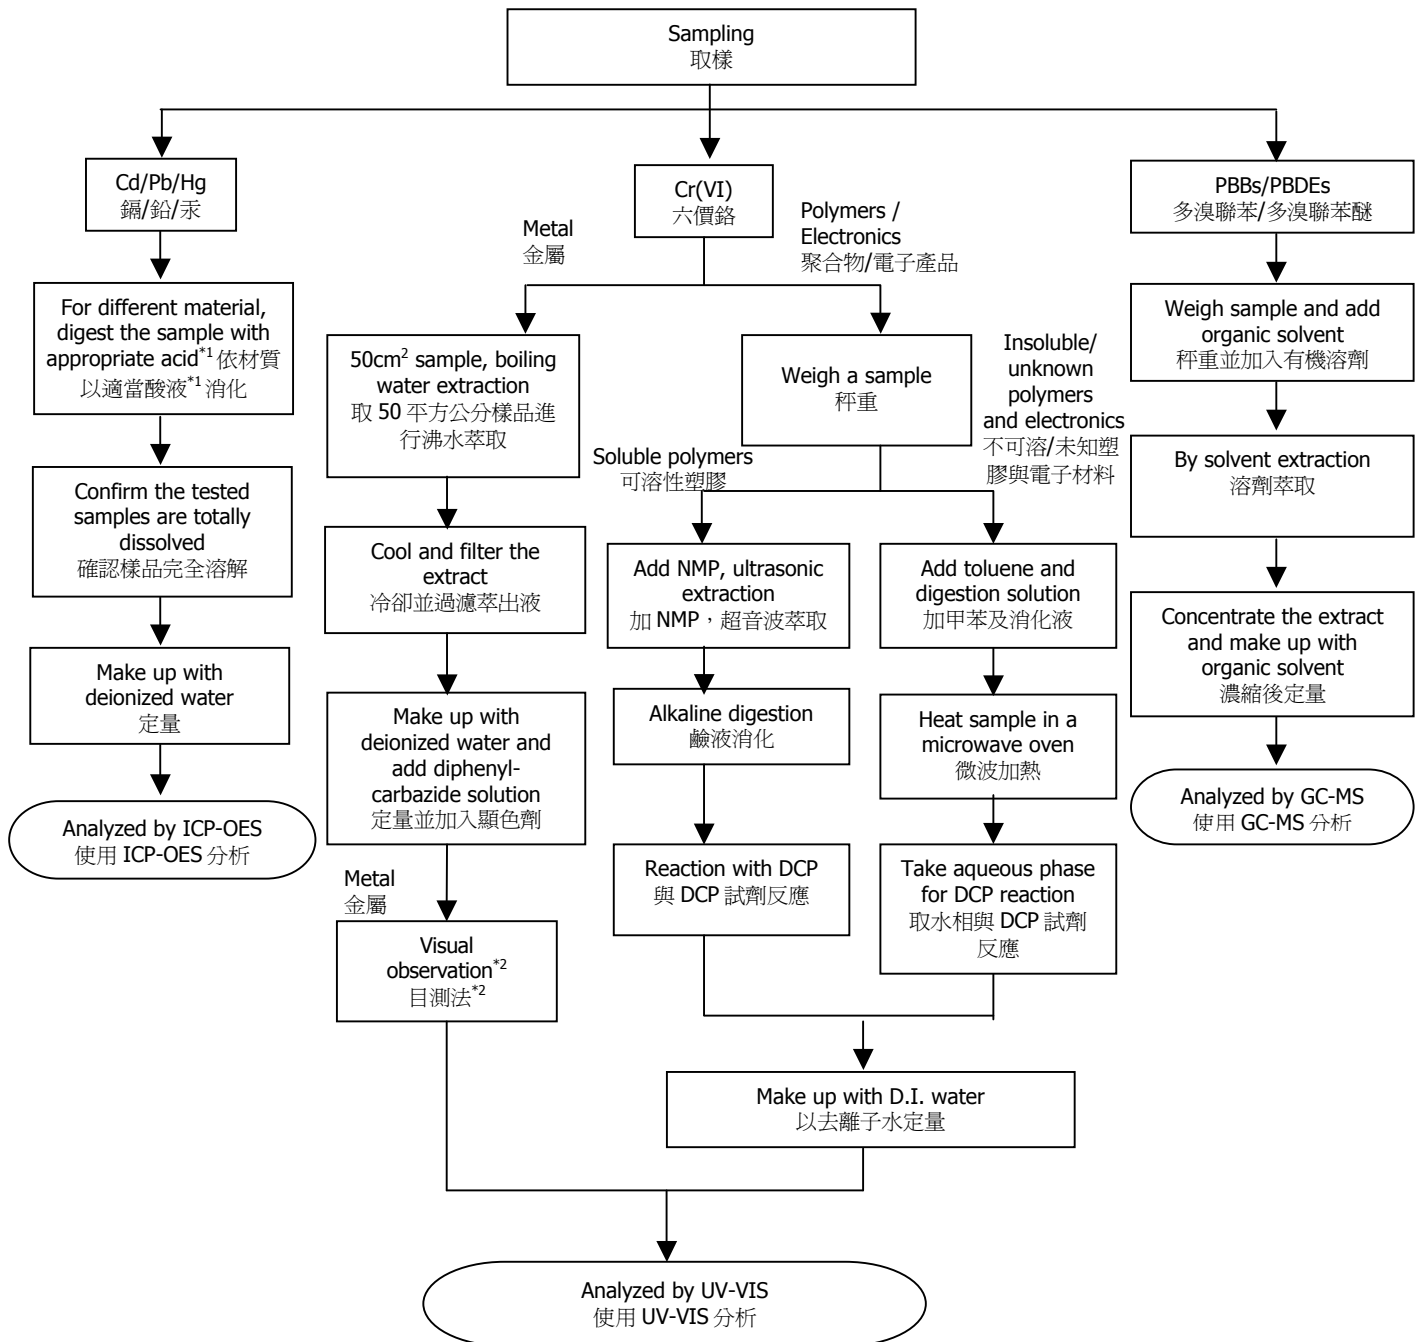 Sampling
取樣
Cd/Pb/Hg
鎘/鉛/汞
For different material,
digest the sample with
appropriate acid*1 依材質
以適當酸液*1 消化
Confirm the tested
samples are totally
dissolved
確認樣品完全溶解
Make up with
deionized water
定量
Analyzed by ICP-OES
使用 ICP-OES 分析
Cr(VI)
六價鉻
Metal
金屬
Polymers /
Electronics
聚合物/電子產品
50cm2 sample, boiling
water extraction
取 50 平方公分樣品進
行沸水萃取
Cool and filter the
extract
冷卻並過濾萃出液
Make up with
deionized water and
add diphenyl-
carbazide solution
定量並加入顯色劑
Metal
金屬
Visual
observation*2
目測法*2
Weigh a sample
秤重
Soluble polymers
可溶性塑膠
Insoluble/
unknown
polymers
and electronics
不可溶/未知塑
膠與電子材料
Add NMP, ultrasonic
extraction
加 NMP，超音波萃取
Alkaline digestion
鹼液消化
Reaction with DCP
與 DCP 試劑反應
Add toluene and
digestion solution
加甲苯及消化液
Heat sample in a
microwave oven
微波加熱
Take aqueous phase
for DCP reaction
取水相與 DCP 試劑
反應
Make up with D.I. water
以去離子水定量
Analyzed by UV-VIS
使用 UV-VIS 分析
PBBs/PBDEs
多溴聯苯/多溴聯苯醚
Weigh sample and add
organic solvent
秤重並加入有機溶劑
By solvent extraction
溶劑萃取
Concentrate the extract
and make up with
organic solvent
濃縮後定量
Analyzed by GC-MS
使用 GC-MS 分析